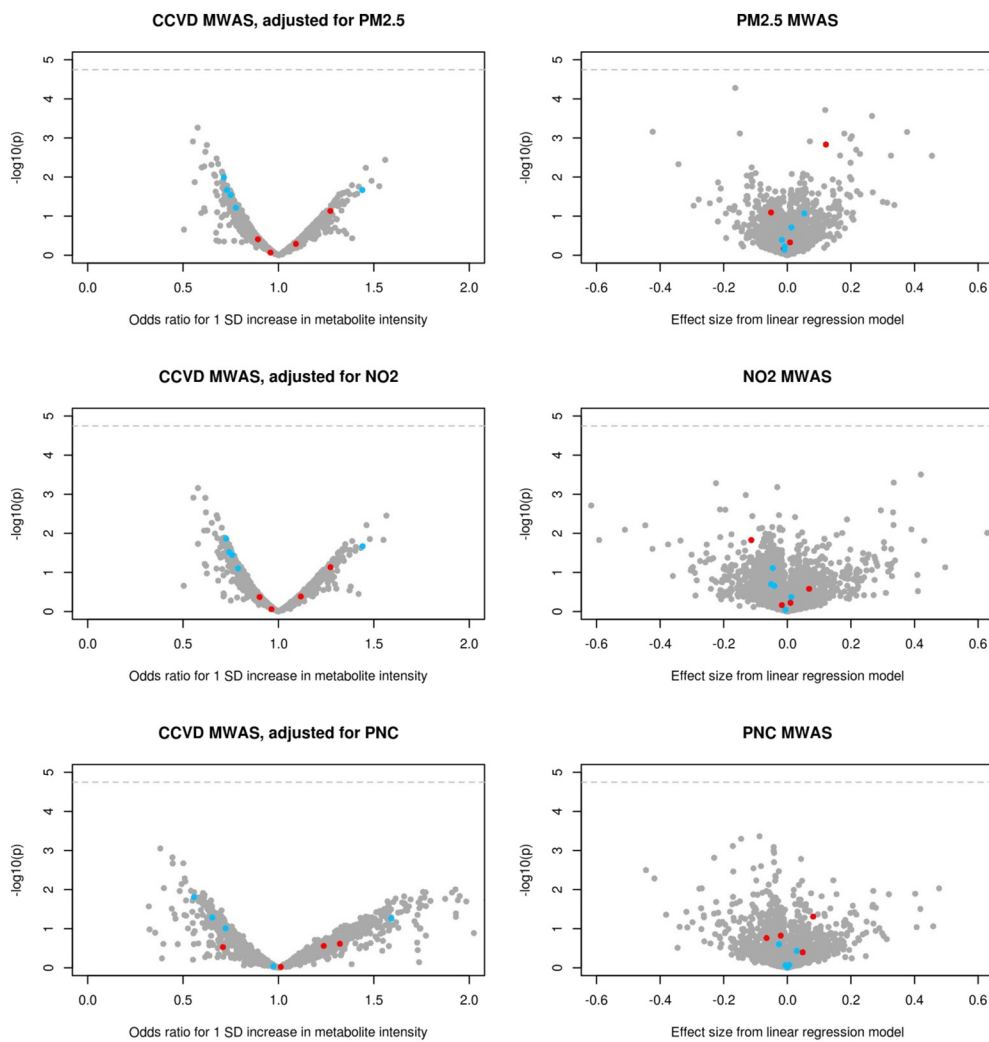 CCVD MWAS, adjusted for PM2.5
5
4
3
2
1
0
-log10(p)
0.0 0.5 1.0 1.5 2.0
Odds ratio for 1 SD increase in metabolite intensity
PM2.5 MWAS
5
4
3
2
1
0
-log10(p)
-0.6 -0.4 -0.2 0.0 0.2 0.4 0.6
Effect size from linear regression model
CCVD MWAS, adjusted for NO2
5
4
3
2
1
0
-log10(p)
0.0 0.5 1.0 1.5 2.0
Odds ratio for 1 SD increase in metabolite intensity
NO2 MWAS
5
4
3
2
1
0
-log10(p)
-0.6 -0.4 -0.2 0.0 0.2 0.4 0.6
Effect size from linear regression model
CCVD MWAS, adjusted for PNC
5
4
3
2
1
0
-log10(p)
0.0 0.5 1.0 1.5 2.0
Odds ratio for 1 SD increase in metabolite intensity
PNC MWAS
5
4
3
2
1
0
-log10(p)
-0.6 -0.4 -0.2 0.0 0.2 0.4 0.6
Effect size from linear regression model